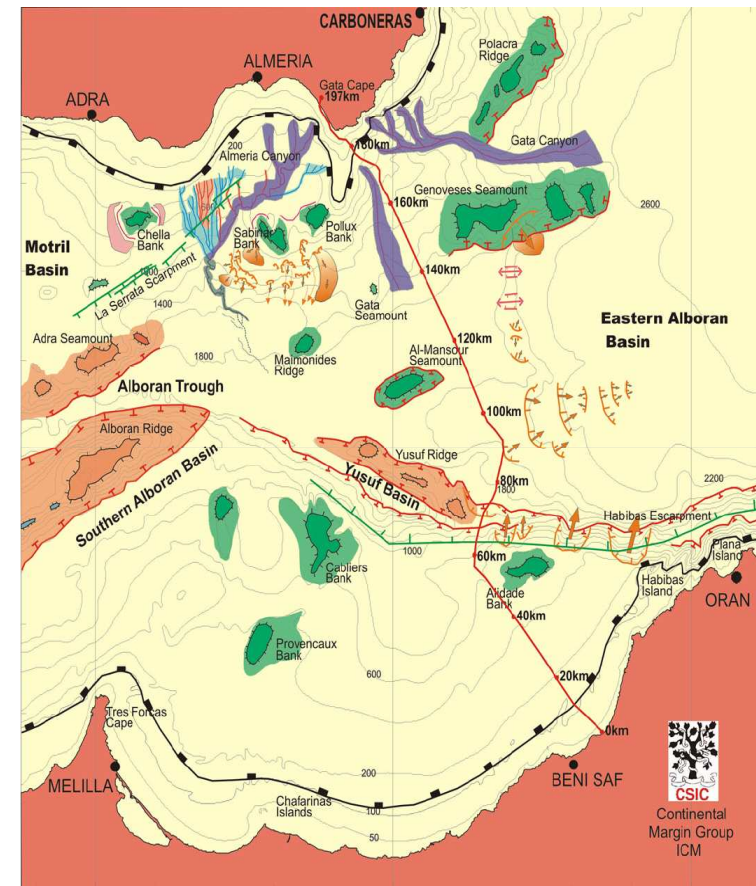 CARBONERAS
Polacra
Ridge
ALMERIA
Gata Cape
197km
ADRA
180km
200
Almeria Canyon
Gata Canyon
Genoveses Seamount
160km
2600
Chella
Bank
Sabinar
Bank
Pollux
Bank
Motril
Basin
La Serrata Scarpment
140km
1400
Gata
Seamount
Eastern Alboran
Basin
Adra Seamount
120km
1800
Maimonides
Ridge
Al-Mansour
Seamount
Alboran Trough
100km
Alboran Ridge
Yusuf Ridge
Southern Alboran Basin
Yusuf Basin
80km
1800
2200
Habibas Escarpment
1000
60km
Plana
Island
Cabliers
Bank
Habibas
Island
Alidade
Bank
ORAN
40km
Provencaux
Bank
600
20km
Tres Forcas
Cape
0km
200
MELILLA
BENI SAF
CSIC
Chafarinas
Islands
100
50
Continental
Margin Group
ICM